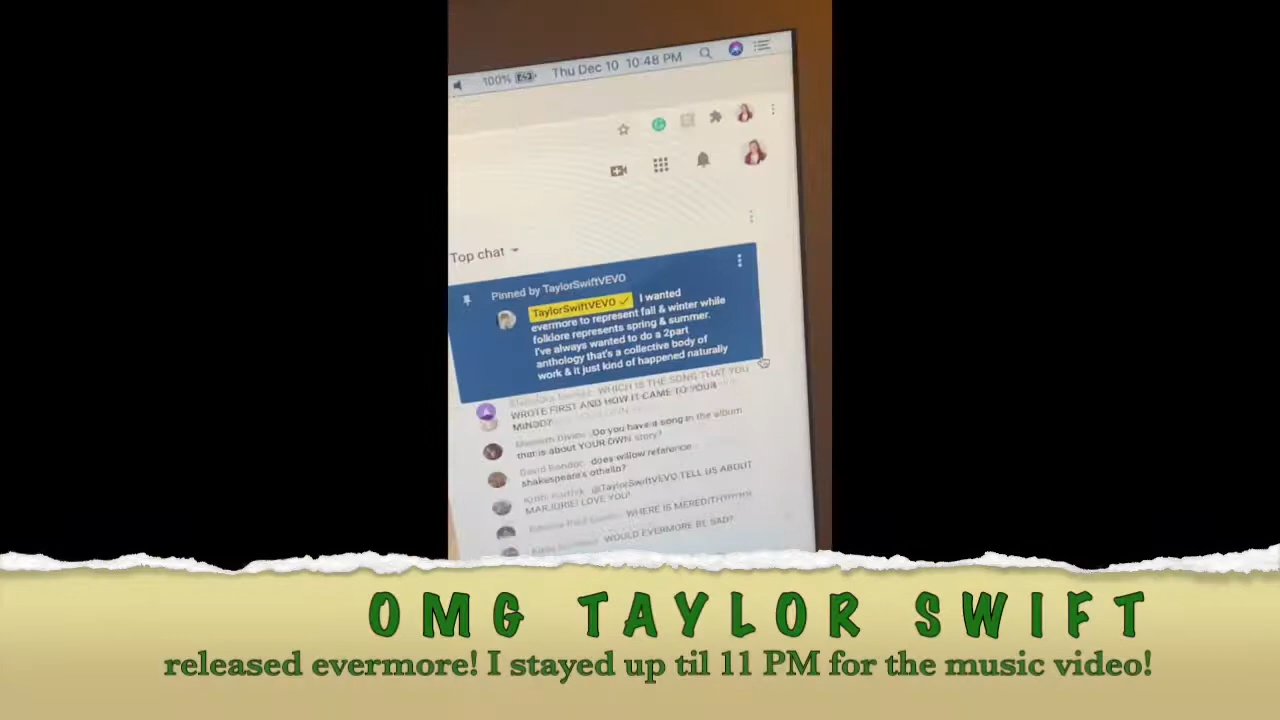 100% Thu Dec 10 10:48 PM
Top chat
Pinned by TaylorSwiftVEVO
TaylorSwiftVEVO I wanted
evermore to represent fall & winter while
folklore represents spring & summer.
I've always wanted to do a 2part
anthology that's a collective body of
work & it just kind of happened naturally
WHICH IS THE SONG THAT YOU
WROTE FIRST AND HOW IT CAME TO YOUR
MINDD?
Do you have a song in the album
that is about YOUR OWN story?
David Bandoc does willow reference
shakespeare's othello?
@TaylorSwiftVEVO TELL US ABOUT
MARJORIE! LOVE YOU!
WHERE IS MEREDITH
WOULD EVERMORE BE SAD?
OMG TAYLOR SWIFT
released evermore! I stayed up til 11 PM for the music video!